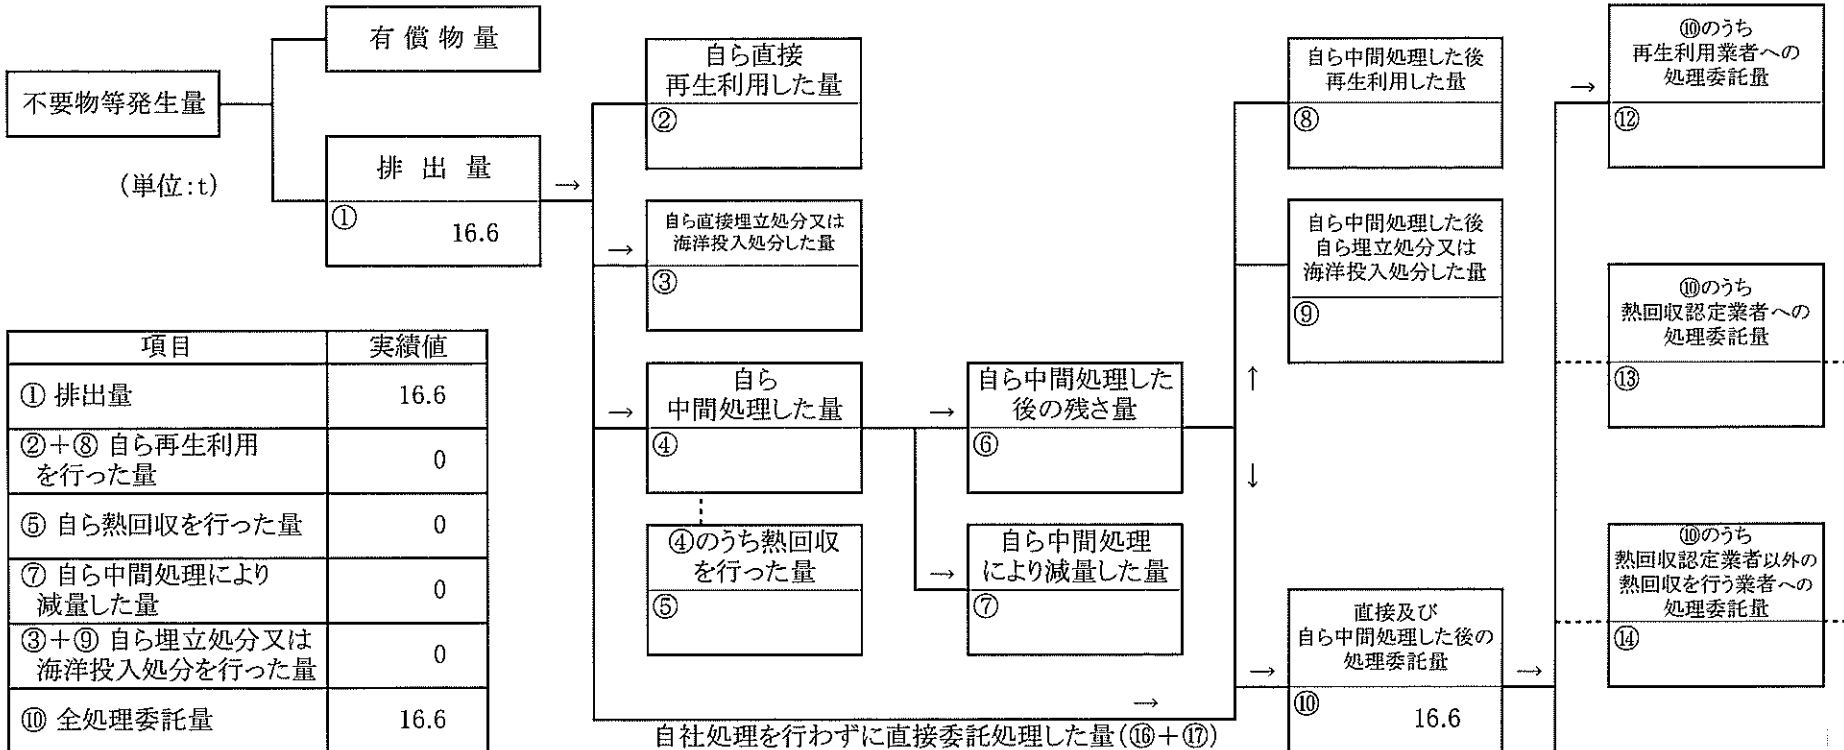 有償物量
不要物等発生量
(単位:t)
排出量
→
①
16.6
自ら直接
再生利用した量
②
→
自ら直接埋立処分又は
海洋投入処分した量
③
→
自ら
中間処理した量
④
④のうち熱回収
を行った量
⑤
→
自ら中間処理した
後の残さ量
⑥
→
自ら中間処理
により減量した量
⑦
↑
↓
自ら中間処理した後
再生利用した量
⑧
自ら中間処理した後
自ら埋立処分又は
海洋投入処分した量
⑨
→
直接及び
自ら中間処理した後の
処理委託量
⑩
16.6
→
→
自社処理を行わずに直接委託処理した量(⑯+⑰)
→
⑩のうち
再生利用業者への
処理委託量
⑫
⑩のうち
熱回収認定業者への
処理委託量
⑬
⑩のうち
熱回収認定業者以外の
熱回収を行う業者への
処理委託量
⑭
項目 実績値
① 排出量 16.6
②+⑧ 自ら再生利用
を行った量 0
⑤ 自ら熱回収を行った量 0
⑦ 自ら中間処理により
減量した量 0
③+⑨ 自ら埋立処分又は
海洋投入処分を行った量 0
⑩ 全処理委託量 16.6